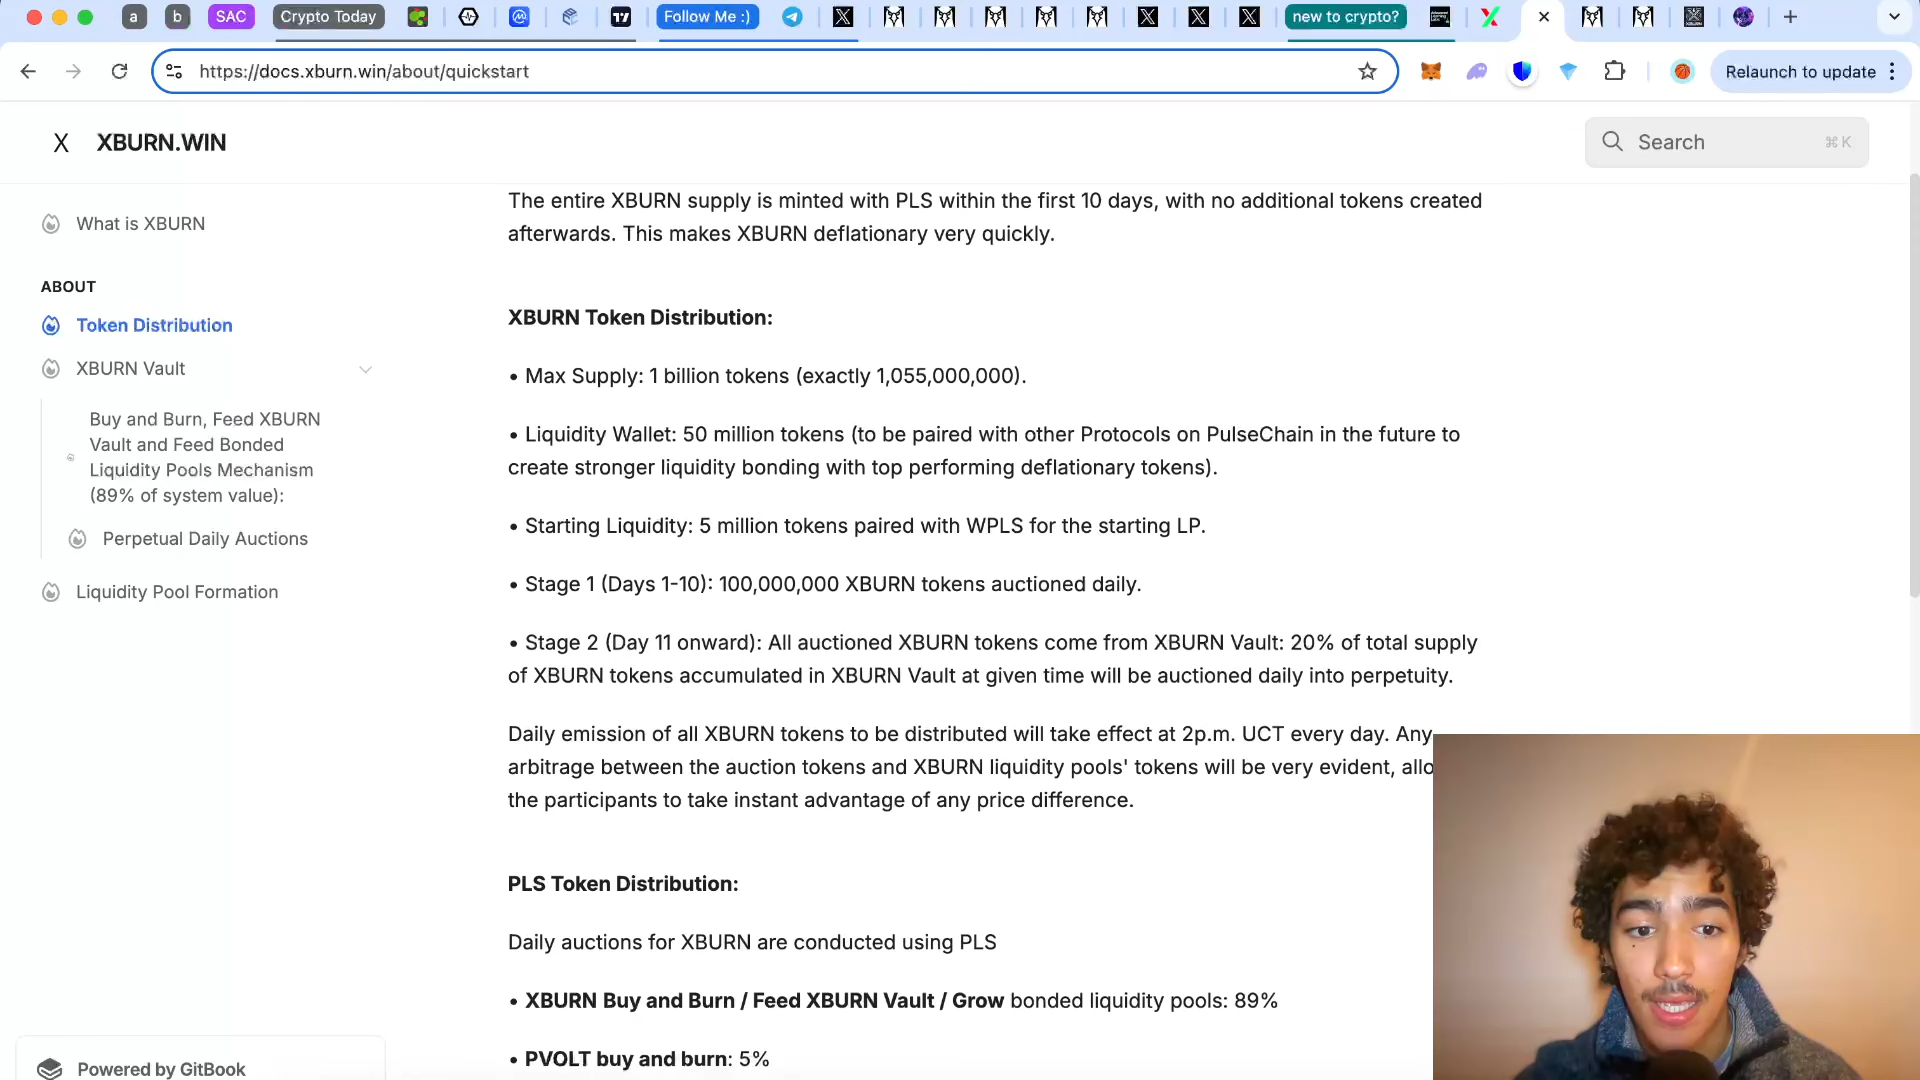 a
b
SAC
Crypto Today
Follow Me :)
new to crypto?
https://docs.xburn.win/about/quickstart
Relaunch to update
X XBURN.WIN
Search
⌘ K
What is XBURN
ABOUT
Token Distribution
XBURN Vault
Buy and Burn, Feed XBURN
Vault and Feed Bonded
Liquidity Pools Mechanism
(89% of system value):
Perpetual Daily Auctions
Liquidity Pool Formation
Powered by GitBook
The entire XBURN supply is minted with PLS within the first 10 days, with no additional tokens created
afterwards. This makes XBURN deflationary very quickly.
XBURN Token Distribution:
• Max Supply: 1 billion tokens (exactly 1,055,000,000).
• Liquidity Wallet: 50 million tokens (to be paired with other Protocols on PulseChain in the future to
create stronger liquidity bonding with top performing deflationary tokens).
• Starting Liquidity: 5 million tokens paired with WPLS for the starting LP.
• Stage 1 (Days 1-10): 100,000,000 XBURN tokens auctioned daily.
• Stage 2 (Day 11 onward): All auctioned XBURN tokens come from XBURN Vault: 20% of total supply
of XBURN tokens accumulated in XBURN Vault at given time will be auctioned daily into perpetuity.
Daily emission of all XBURN tokens to be distributed will take effect at 2p.m. UCT every day. Any
arbitrage between the auction tokens and XBURN liquidity pools' tokens will be very evident, allo
the participants to take instant advantage of any price difference.
PLS Token Distribution:
Daily auctions for XBURN are conducted using PLS
• XBURN Buy and Burn / Feed XBURN Vault / Grow bonded liquidity pools: 89%
• PVOLT buy and burn: 5%